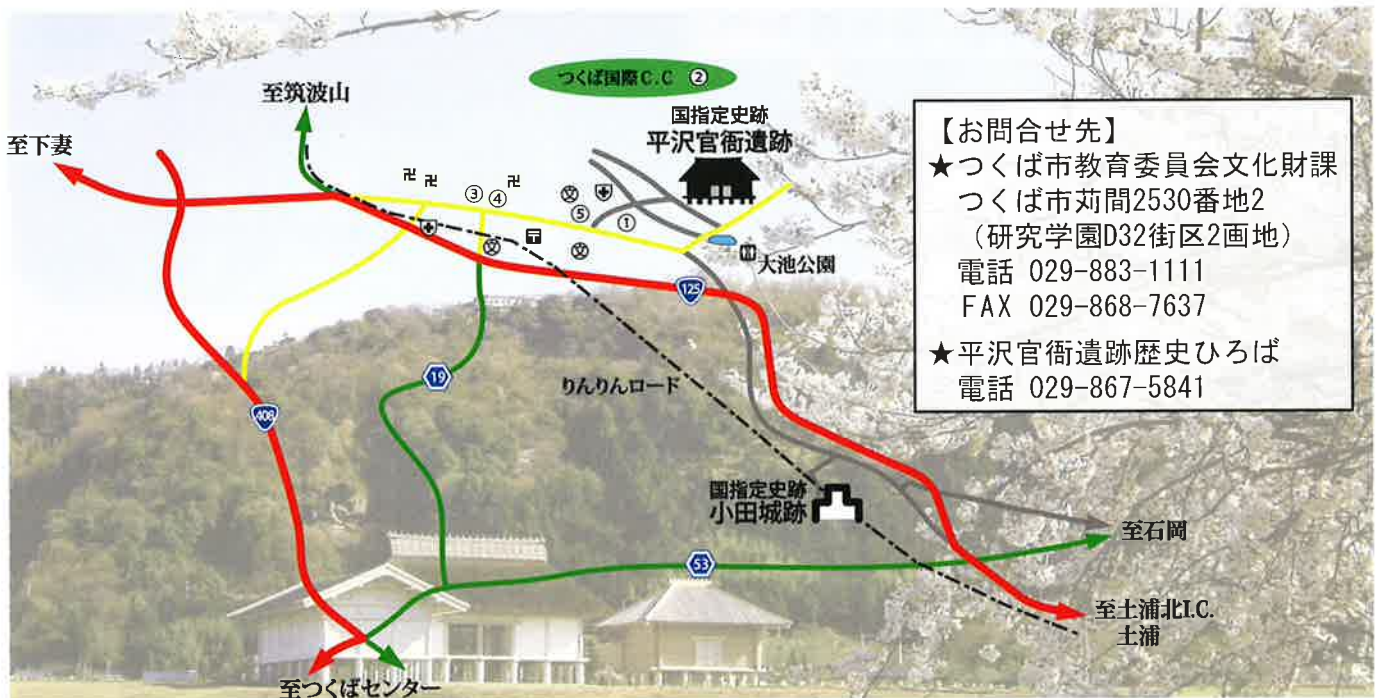 つくば国際C.C ②
至筑波山
国指定史跡
平沢官衙遺跡
至下妻
卍
卍
③
④
卍
⑤
①
〒
大池公園
125
19
りんりんロード
408
国指定史跡
小田城跡
至石岡
53
至土浦北I.C.
土浦
至つくばセンター
【お問合せ先】
★つくば市教育委員会文化財課
つくば市苅間2530番地2
(研究学園D32街区2画地)
電話 029-883-1111
FAX 029-868-7637
★平沢官衙遺跡歴史ひろば
電話 029-867-5841